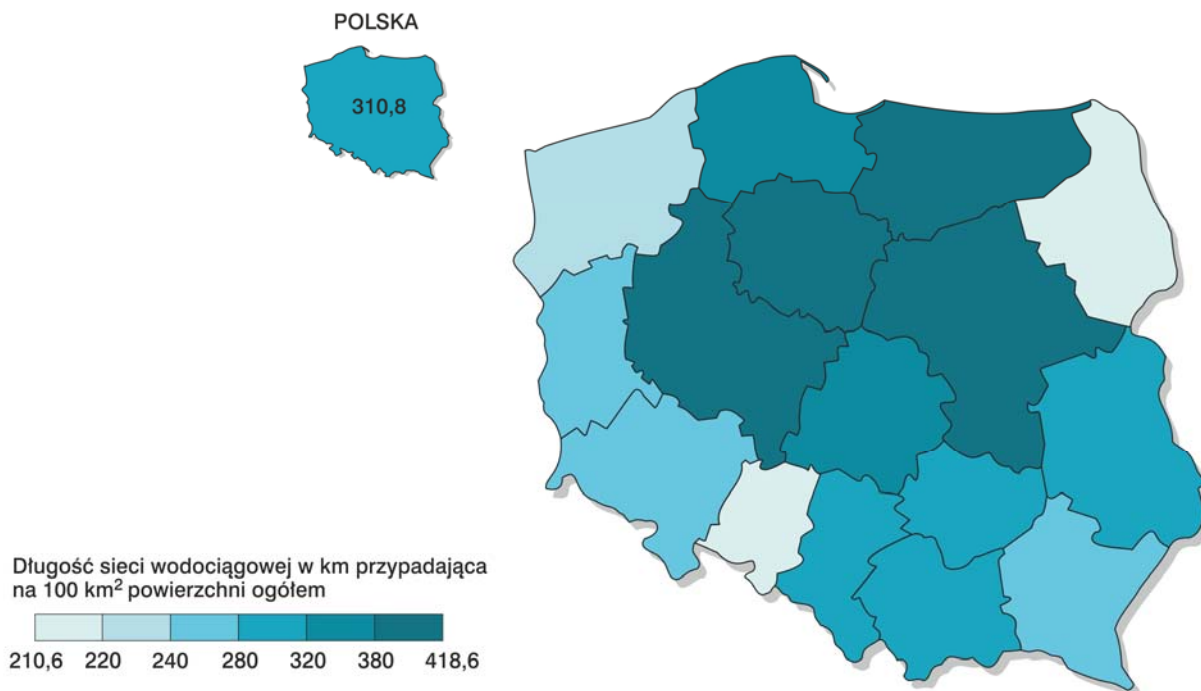 POLSKA
310,8
Długość sieci wodociągowej w km przypadająca
na 100 km² powierzchni ogółem
210,6 220 240 280 320 380 418,6